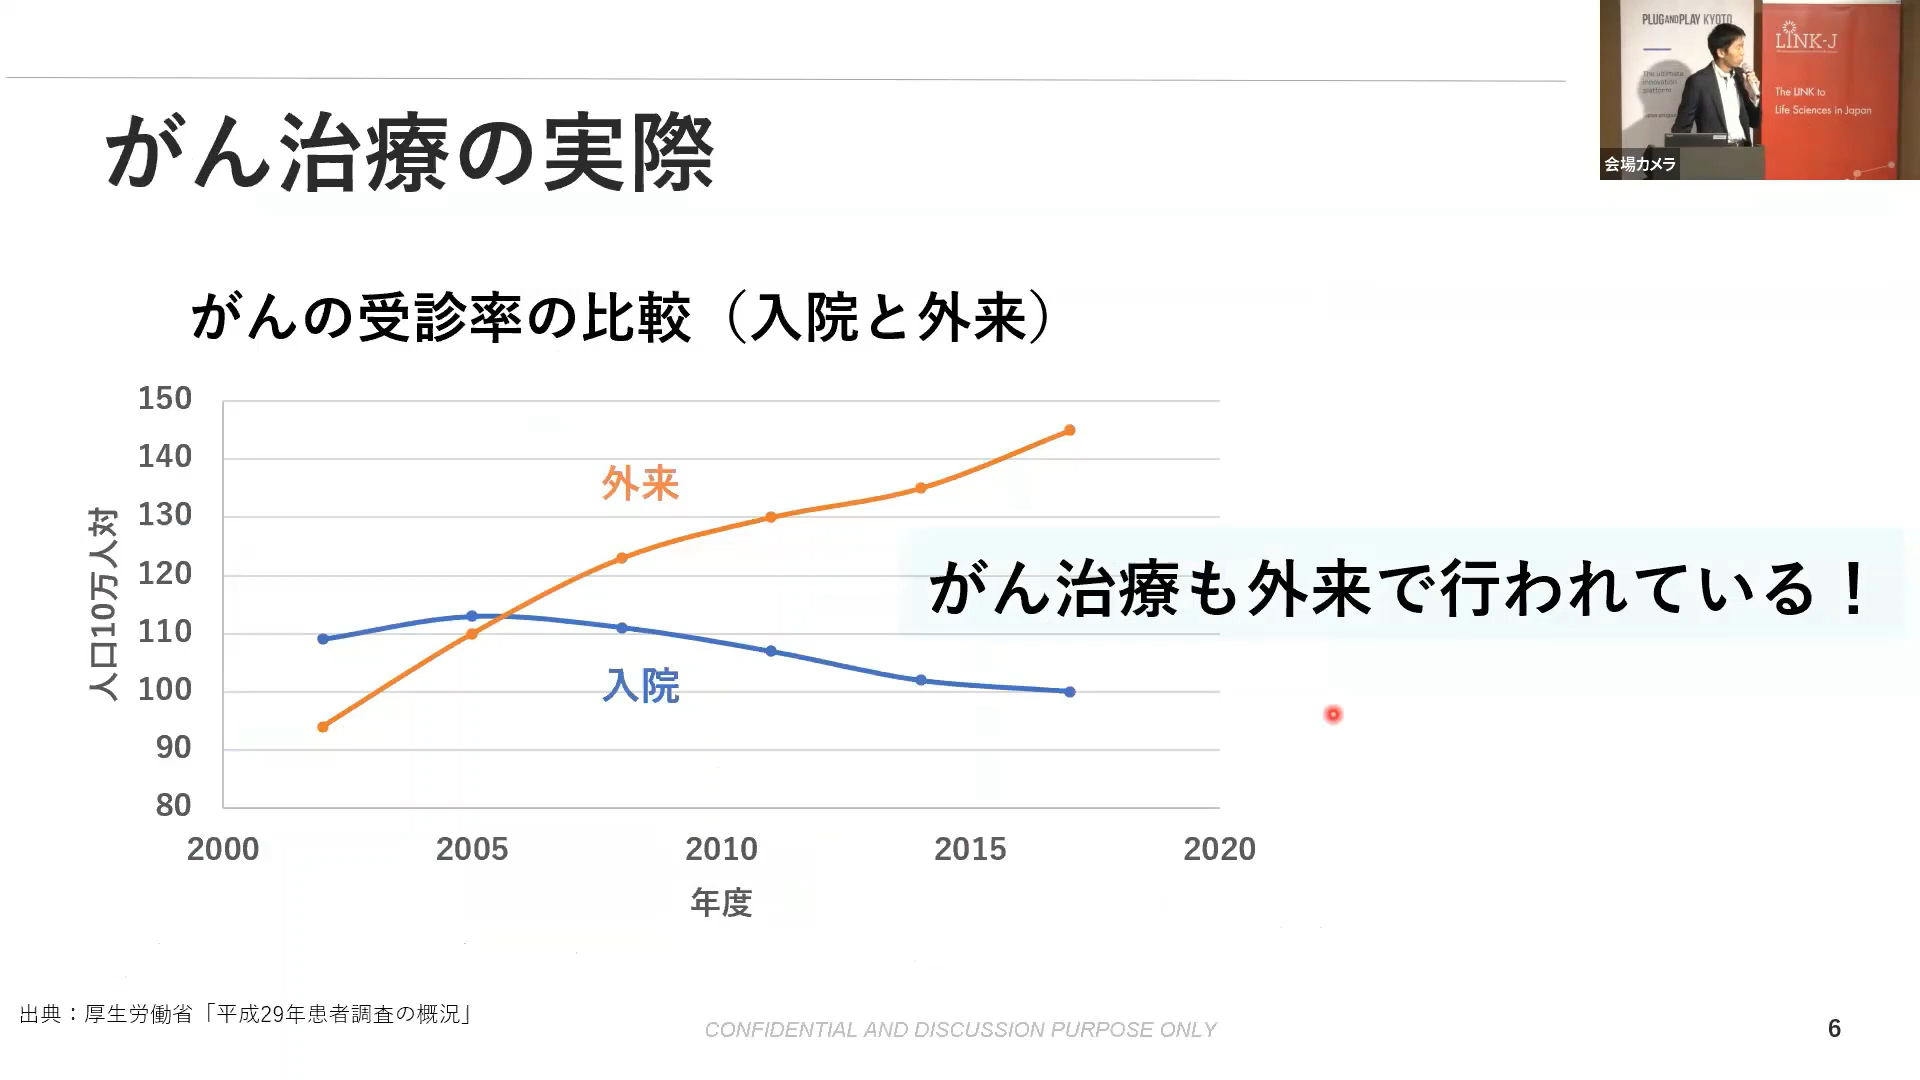 PLUGANDPLAY KYOTO
The ultimate
innovation
platform
LINK-J
The LINK to
Life Sciences in Japan
会場カメラ
がん治療の実際
がんの受診率の比較（入院と外来）
150
140
130
120
110
100
90
80
人口10万人対
外来
入院
がん治療も外来で行われている！
2000 2005 2010 2015 2020
年度
出典：厚生労働省「平成29年患者調査の概況」
CONFIDENTIAL AND DISCUSSION PURPOSE ONLY
6